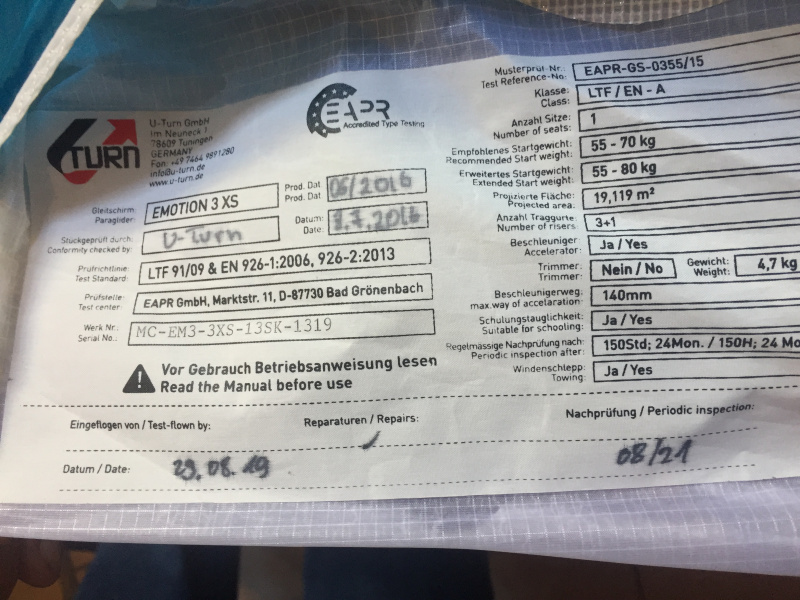 TURN
U-Turn GmbH
Im Neuneck 1
78609 Tuningen
GERMANY
Fon: +49 7464 9891280
info@u-turn.de
www.u-turn.de
EAPR
Accredited Type Testing
Gleitschirm:
Paraglider:
EMOTION 3 XS
Prod. Dat
Prod. Dat
05/2016
Stückgeprüft durch:
Conformity checked by:
U-Turn
Datum:
Date:
7.7.2016
Prüfrichtlinie:
Test Standard:
LTF 91/09 & EN 926-1:2006, 926-2:2013
Prüfstelle:
Test center:
EAPR GmbH, Marktstr. 11, D-87730 Bad Grönenbach
Werk Nr.:
Serial No.:
MC-EM3-3XS-13SK-1319
Vor Gebrauch Betriebsanweisung lesen
Read the Manual before use
Musterprüf-Nr.:
Test Reference-No:
EAPR-GS-0355/15
Klasse:
Class:
LTF / EN - A
Anzahl Sitze:
Number of seats:
1
Empfohlenes Startgewicht:
Recommended Start weight:
55 - 70 kg
Erweitertes Startgewicht:
Extended Start weight:
55 - 80 kg
Projizierte Fläche:
Projected area:
19,119 m²
Anzahl Traggurte:
Number of risers:
3+1
Beschleuniger
Accelerator:
Ja / Yes
Trimmer:
Trimmer:
Nein / No
Gewicht:
Weight:
4,7 kg
Beschleunigerweg:
max.way of accelaration:
140mm
Schulungstauglichkeit:
Suitable for schooling:
Ja / Yes
Regelmässige Nachprüfung nach:
Periodic inspection after:
150Std; 24Mon. / 150H; 24 Mo
Windenschlepp:
Towing:
Ja / Yes
Eingeflogen von / Test-flown by:
Reparaturen / Repairs:
Nachprüfung / Periodic inspection:
Datum / Date:
29.08.19
08/21